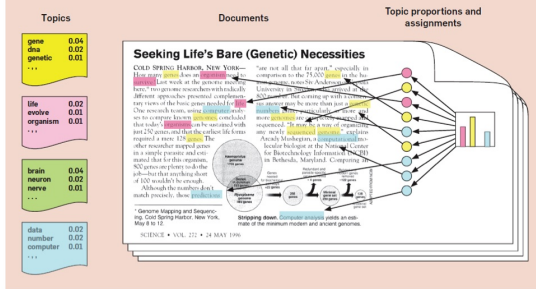 Topics
Documents
Topic proportions and
assignments
gene 0.04
dna 0.02
genetic 0.01
...
life 0.02
evolve 0.01
organism 0.01
...
brain 0.04
neuron 0.02
nerve 0.01
...
data 0.02
number 0.02
computer 0.01
...
Seeking Life's Bare (Genetic) Necessities
COLD SPRING HARBOR, NEW YORK—
How many genes does an organism need to
survive? Last week at the genome meeting
here,* two genome researchers with radically
different approaches presented complemen-
tary views of the basic genes needed for life.
One research team, using computer analy-
ses to compare known genomes, concluded
that today's organisms can be sustained with
just 250 genes, and that the earliest life forms
required a mere 128 genes. The
other researcher mapped genes
in a simple parasite and esti-
mated that for this organism,
800 genes are plenty to do the
job—but that anything short
of 100 wouldn't be enough.
Although the numbers don't
match precisely, those predictions
* Genome Mapping and Sequenc-
ing, Cold Spring Harbor, New York,
May 8 to 12.
SCIENCE • VOL. 272 • 24 MAY 1996
"are not all that far apart," especially in
comparison to the 75,000 genes in the hu-
man genome, notes Siv Andersson
University in who arrived at the
800 number. But coming up with a consen-
sus answer may be more than just a genetic
numbers game, particularly as more and
more genomes are completely mapped and
sequenced. "It may be a way of organizing
any newly sequenced genome," explains
Arcady Mushegian, a computational mo-
lecular biologist at the National Center
for Biotechnology Information (NCBI)
in Bethesda, Maryland. Comparing an
Stripping down. Computer analysis yields an esti-
mate of the minimum modern and ancient genomes.